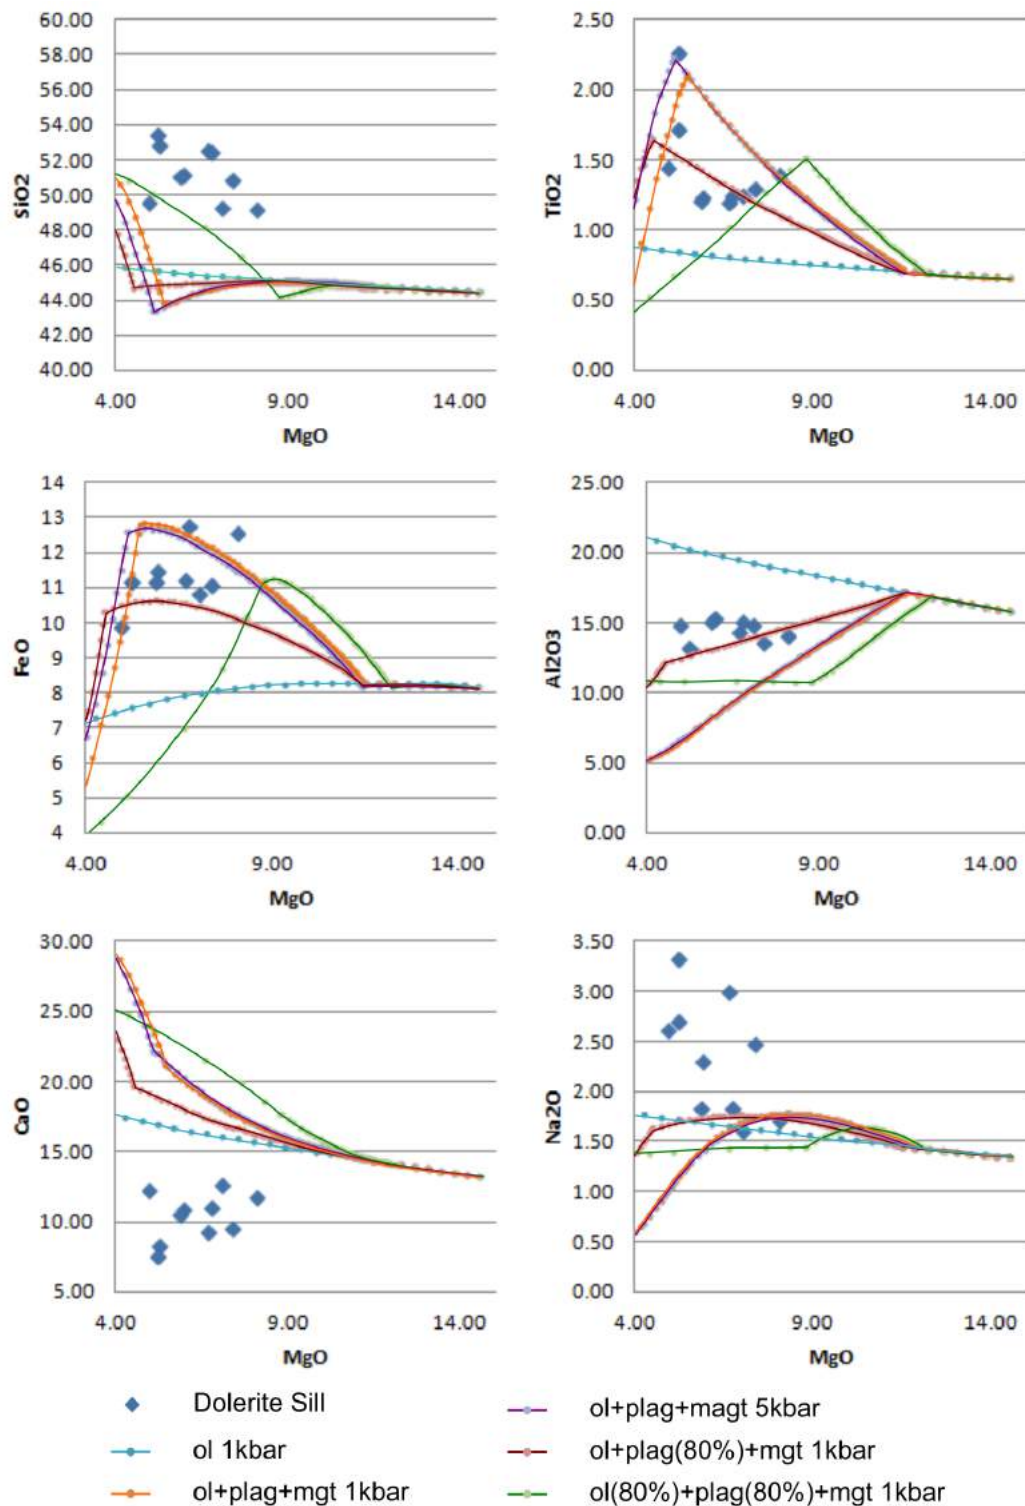 60.00
58.00
56.00
54.00
52.00
50.00
48.00
46.00
44.00
42.00
40.00
SiO2
4.00 9.00 14.00
MgO
2.50
2.00
1.50
1.00
0.50
0.00
TiO2
4.00 9.00 14.00
MgO
14
13
12
11
10
9
8
7
6
5
4
FeO
4.00 9.00 14.00
MgO
25.00
20.00
15.00
10.00
5.00
0.00
Al2O3
4.00 9.00 14.00
MgO
30.00
25.00
20.00
15.00
10.00
5.00
CaO
4.00 9.00 14.00
MgO
3.50
3.00
2.50
2.00
1.50
1.00
0.50
0.00
Na2O
4.00 9.00 14.00
MgO
Dolerite Sill
ol 1kbar
ol+plag+mgt 1kbar
ol+plag+magt 5kbar
ol+plag(80%)+mgt 1kbar
ol(80%)+plag(80%)+mgt 1kbar